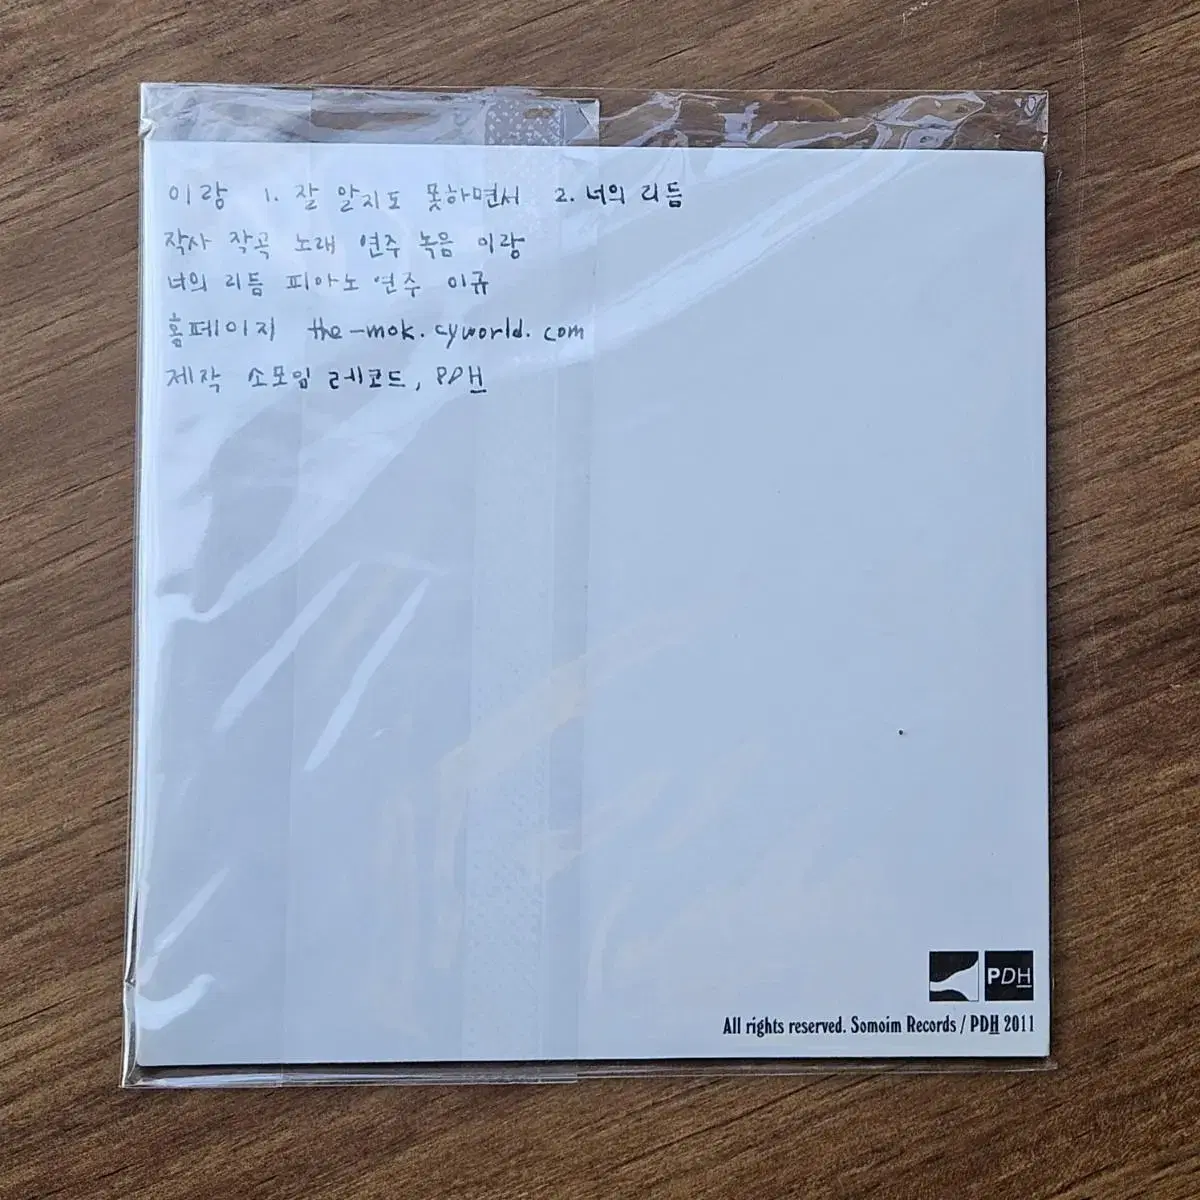 이랑 1. 잘 알지도 못하면서 2. 너의 리듬
작사 작곡 노래 연주 녹음 이랑
너의 리듬 피아노 연주 이규
홈페이지 the-mok.cyworld.com
제작 소모임 레코드, PDH
PDH
All rights reserved. Somoim Records / PDH 2011